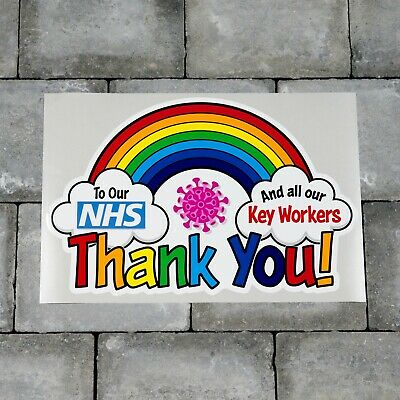 To Our
NHS
And all our
Key Workers
Thank You!